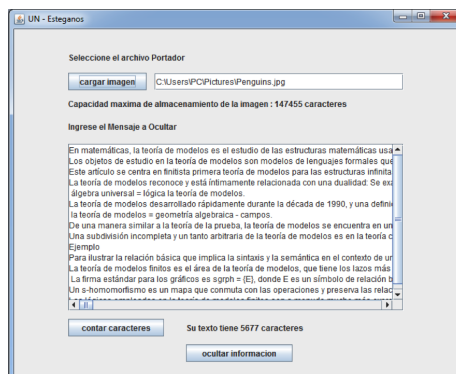 UN - Esteganos
Seleccione el archivo Portador
cargar imagen
C:\Users\PC\Pictures\Penguins.jpg
Capacidad maxima de almacenamiento de la imagen : 147455 caracteres
Ingrese el Mensaje a Ocultar
En matemáticas, la teoría de modelos es el estudio de las estructuras matemáticas usa
Los objetos de estudio en la teoría de modelos son modelos de lenguajes formales que
Este artículo se centra en finitista primera teoría de modelos para las estructuras infinita
La teoría de modelos reconoce y está íntimamente relacionada con una dualidad: Se exa
álgebra universal = lógica la teoría de modelos.
La teoría de modelos desarrollado rápidamente durante la década de 1990, y una defini
la teoría de modelos = geometría algebraica - campos.
De una manera similar a la teoría de la prueba, la teoría de modelos se encuentra en un
Una subdivisión incompleta y un tanto arbitraria de la teoría de modelos es en la teoría c
Ejemplo
Para ilustrar la relación básica que implica la sintaxis y la semántica en el contexto de ur
La teoría de modelos finitos es el área de la teoría de modelos, que tiene los lazos más
La firma estándar para los gráficos es sgrph = {E}, donde E es un símbolo de relación b
Un s-homomorfismo es un mapa que conmuta con las operaciones y preserva las relac
contar caracteres
Su texto tiene 5677 caracteres
ocultar informacion